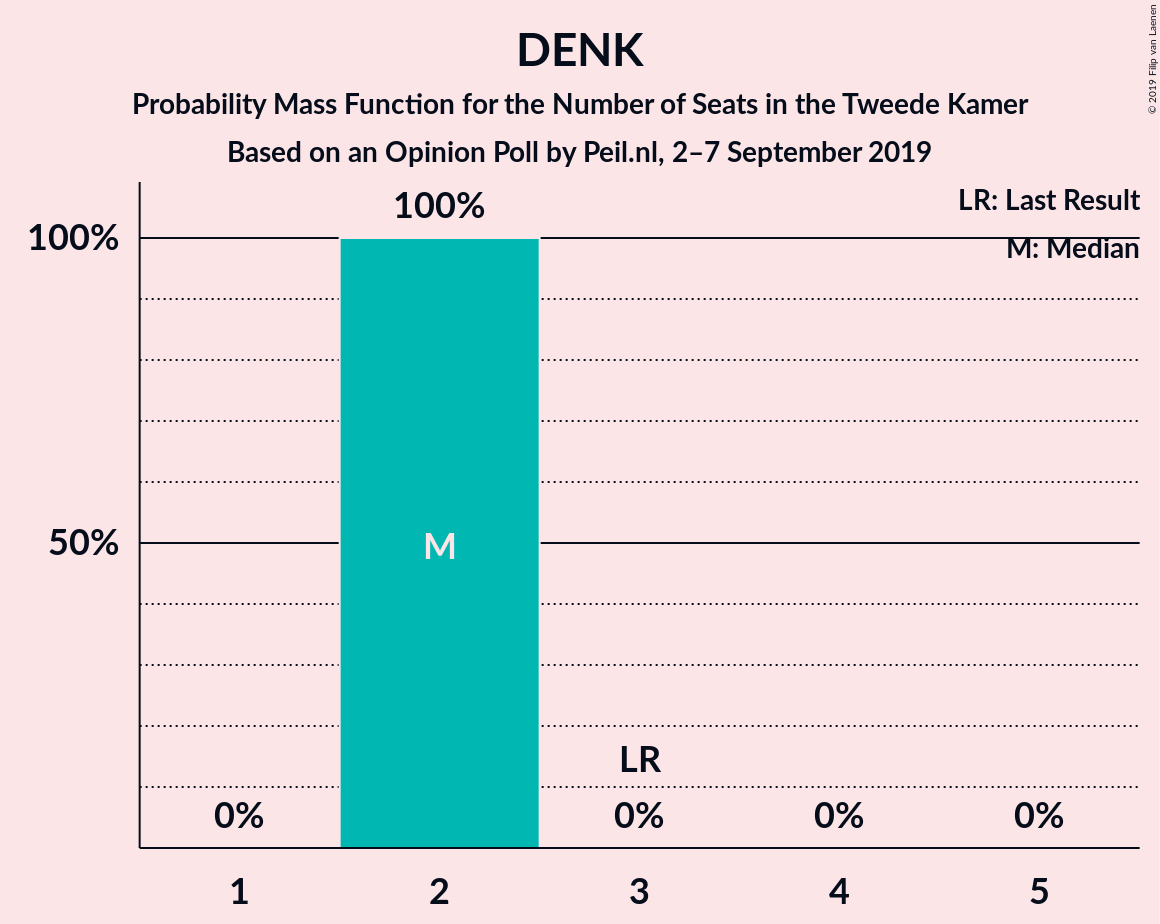 DENK
Probability Mass Function for the Number of Seats in the Tweede Kamer
Based on an Opinion Poll by Peil.nl, 2–7 September 2019
© 2019 Filip van Laenen
LR: Last Result
M: Median
100%
100%
50%
M
LR
0%
0%
0%
0%
1
2
3
4
5